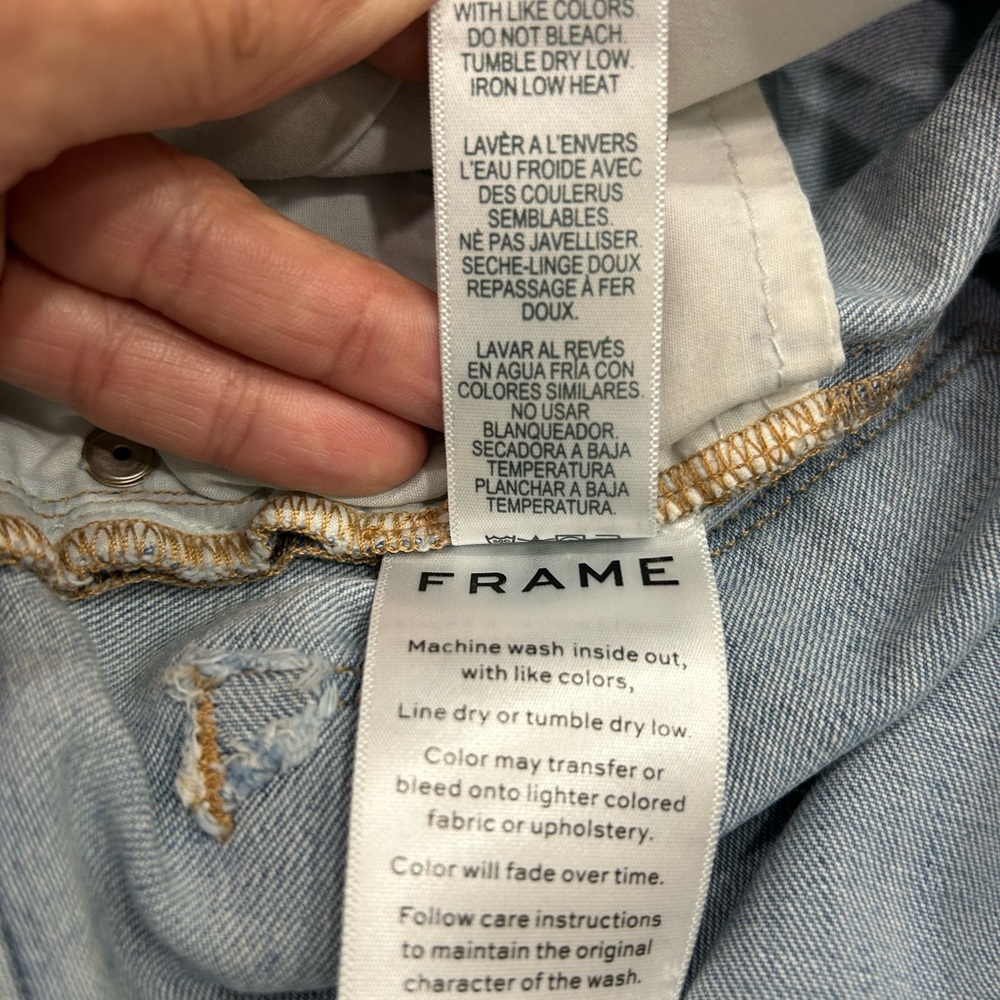 WITH LIKE COLORS
DO NOT BLEACH.
TUMBLE DRY LOW.
IRON LOW HEAT
LAVÈR A L'ENVERS
L'EAU FROIDE AVEC
DES COULERUS
SEMBLABLES.
NÈ PAS JAVELLISER.
SECHE-LINGE DOUX
REPASSAGE À FER
DOUX.
LAVAR AL REVÉS
EN AGUA FRÍA CON
COLORES SIMILARES.
NO USAR
BLANQUEADOR.
SECADORA A BAJA
TEMPERATURA
PLANCHAR A BAJA
TEMPERATURA.
FRAME
Machine wash inside out,
with like colors,
Line dry or tumble dry low.
Color may transfer or
bleed onto lighter colored
fabric or upholstery.
Color will fade over time.
Follow care instructions
to maintain the original
character of the wash.